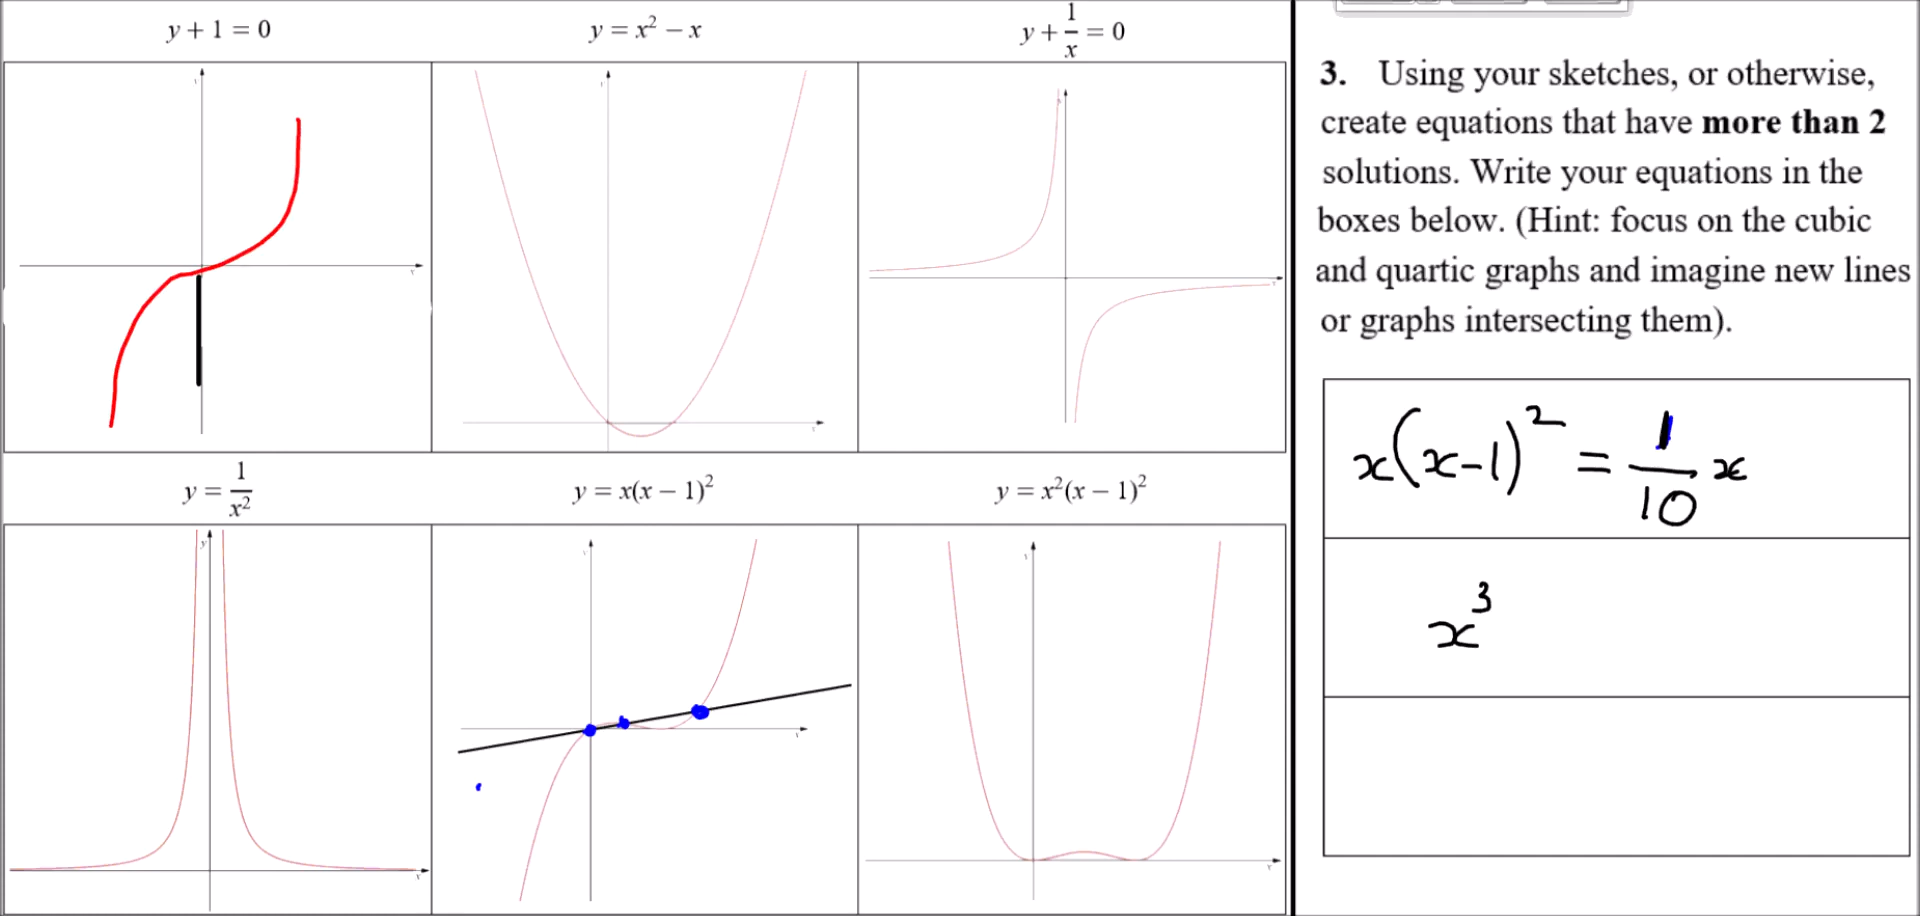 y + 1 = 0
y = x² − x
y + 1/x = 0
y = 1/x²
y = x(x − 1)²
y = x²(x − 1)²
y
3. Using your sketches, or otherwise,
create equations that have more than 2
solutions. Write your equations in the
boxes below. (Hint: focus on the cubic
and quartic graphs and imagine new lines
or graphs intersecting them).
x(x-1)² = 1/10 x
x³